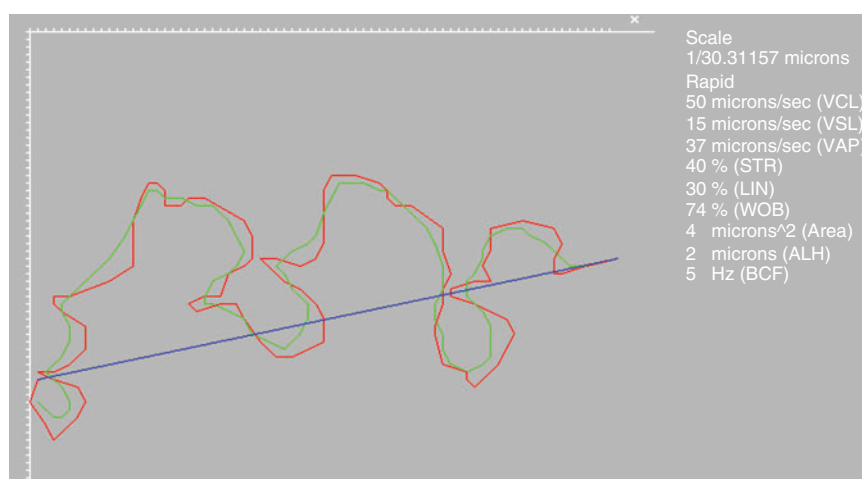 Scale
1/30.31157 microns
Rapid
50 microns/sec (VCL)
15 microns/sec (VSL)
37 microns/sec (VAP)
40 % (STR)
30 % (LIN)
74 % (WOB)
4 microns^2 (Area)
2 microns (ALH)
5 Hz (BCF)